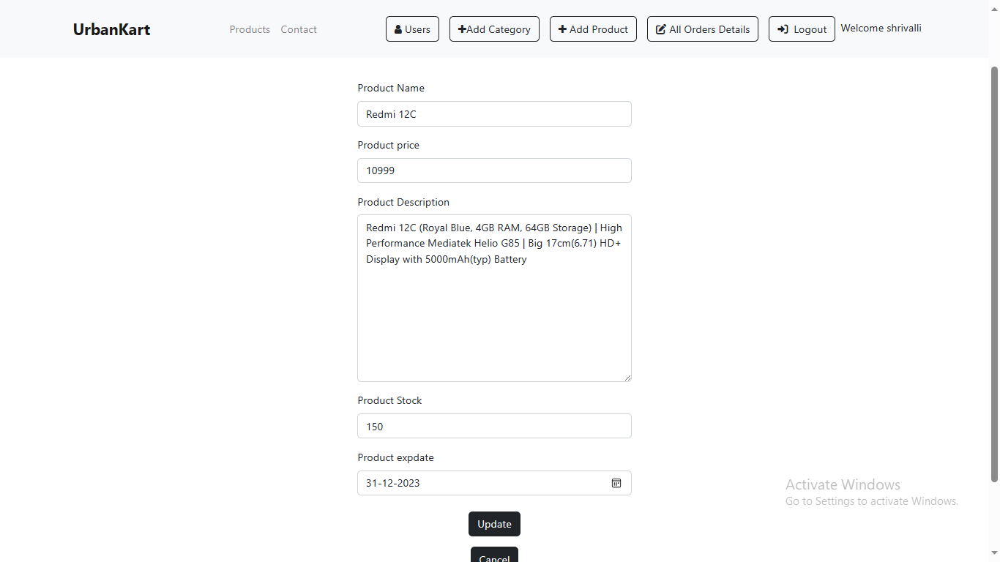 UrbanKart
Products
Contact
Users
Add Category
Add Product
All Orders Details
Logout
Welcome shrivalli
Product Name
Redmi 12C
Product price
10999
Product Description
Redmi 12C (Royal Blue, 4GB RAM, 64GB Storage) | High
Performance Mediatek Helio G85 | Big 17cm(6.71) HD+
Display with 5000mAh(typ) Battery
Product Stock
150
Product expdate
31-12-2023
Update
Cancel
Activate Windows
Go to Settings to activate Windows.